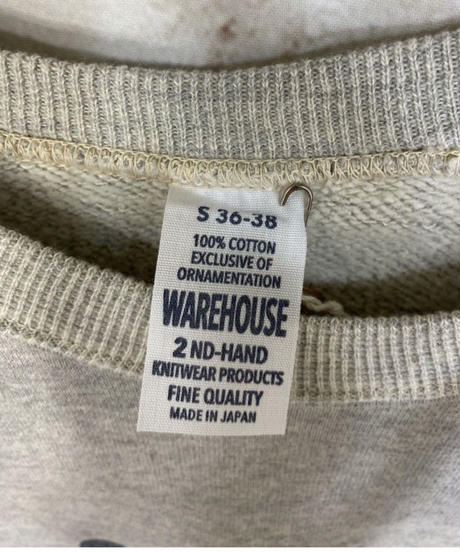 S 36-38
100% COTTON
EXCLUSIVE OF
ORNAMENTATION
WAREHOUSE
2 ND-HAND
KNITWEAR PRODUCTS
FINE QUALITY
MADE IN JAPAN